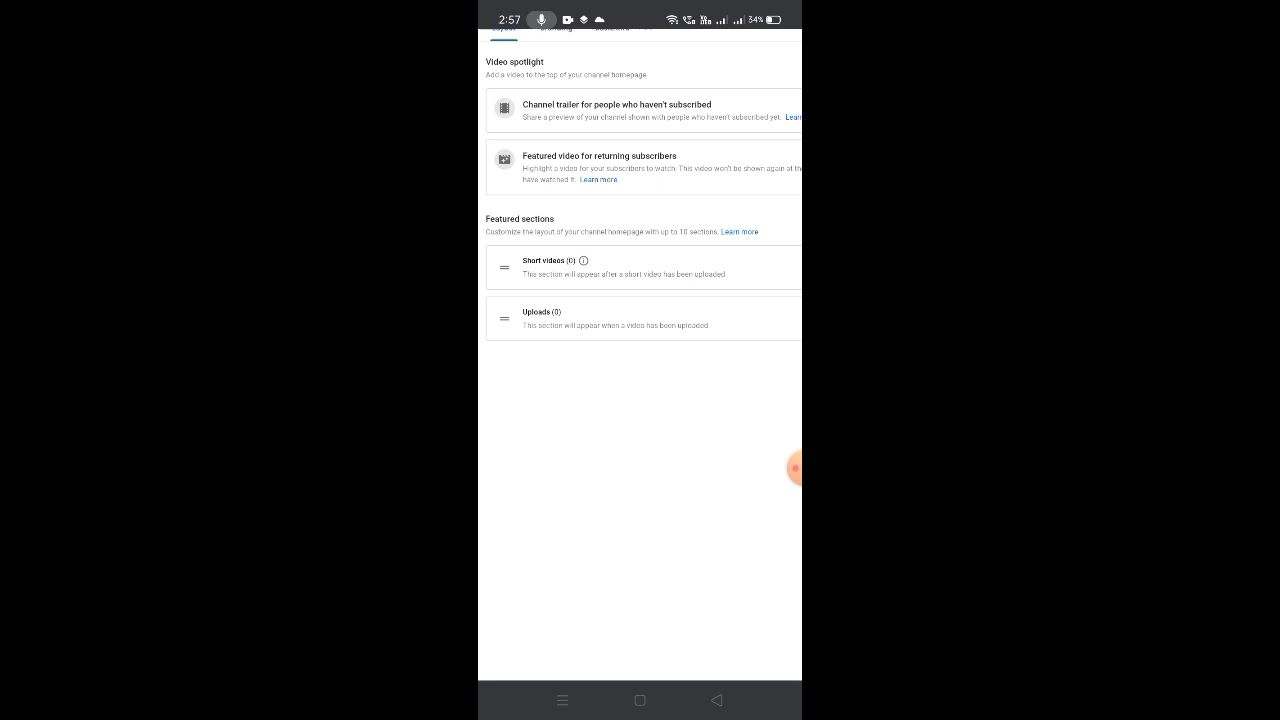 2:57 34%
Video spotlight
Add a video to the top of your channel homepage
Channel trailer for people who haven't subscribed
Share a preview of your channel shown with people who haven't subscribed yet. Lear
Featured video for returning subscribers
Highlight a video for your subscribers to watch. This video won't be shown again at
have watched it. Learn more
Featured sections
Customize the layout of your channel homepage with up to 10 sections. Learn more
Short videos (0)
This section will appear after a short video has been uploaded
Uploads (0)
This section will appear when a video has been uploaded